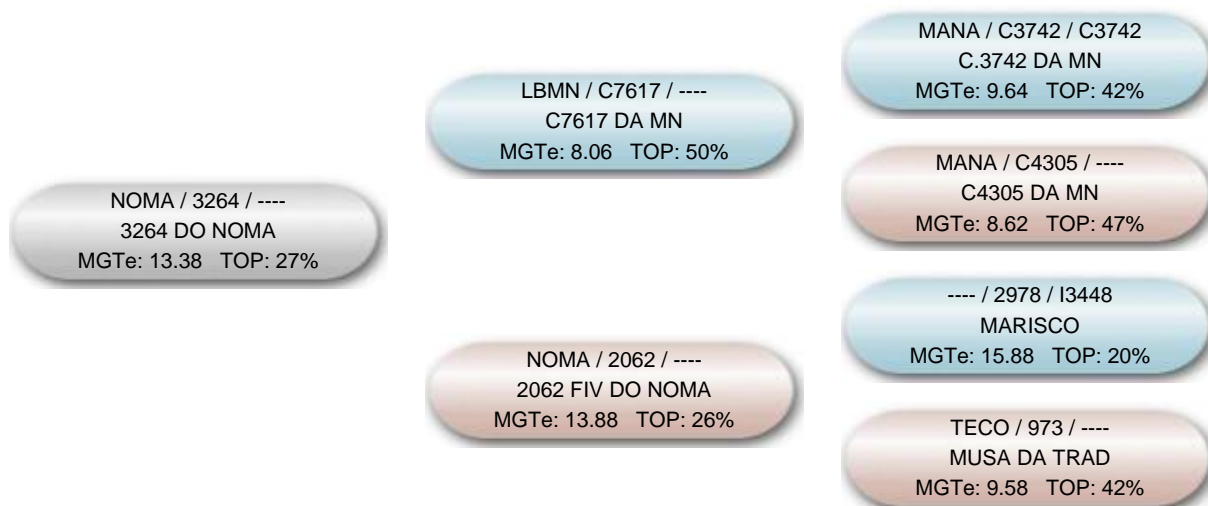 NOMA / 3264 / ----
3264 DO NOMA
MGTe: 13.38 TOP: 27%
LBMN / C7617 / ----
C7617 DA MN
MGTe: 8.06 TOP: 50%
NOMA / 2062 / ----
2062 FIV DO NOMA
MGTe: 13.88 TOP: 26%
MANA / C3742 / C3742
C.3742 DA MN
MGTe: 9.64 TOP: 42%
MANA / C4305 / ----
C4305 DA MN
MGTe: 8.62 TOP: 47%
---- / 2978 / I3448
MARISCO
MGTe: 15.88 TOP: 20%
TECO / 973 / ----
MUSA DA TRAD
MGTe: 9.58 TOP: 42%